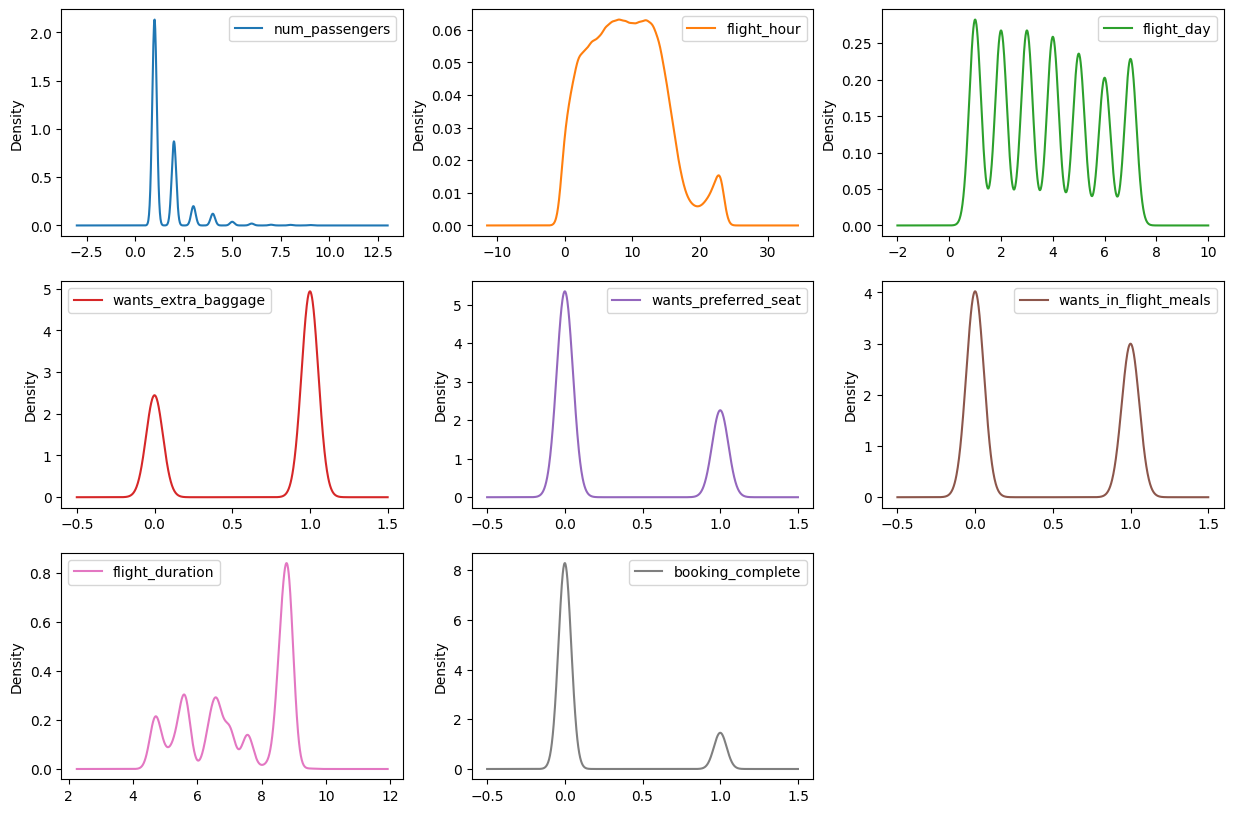 num_passengers
Density
2.0
1.5
1.0
0.5
0.0
−2.5 0.0 2.5 5.0 7.5 10.0 12.5
flight_hour
Density
0.06
0.05
0.04
0.03
0.02
0.01
0.00
−10 0 10 20 30
flight_day
Density
0.25
0.20
0.15
0.10
0.05
0.00
−2 0 2 4 6 8 10
wants_extra_baggage
Density
5
4
3
2
1
0
−0.5 0.0 0.5 1.0 1.5
wants_preferred_seat
Density
5
4
3
2
1
0
−0.5 0.0 0.5 1.0 1.5
wants_in_flight_meals
Density
4
3
2
1
0
−0.5 0.0 0.5 1.0 1.5
flight_duration
Density
0.8
0.6
0.4
0.2
0.0
2 4 6 8 10 12
booking_complete
Density
8
6
4
2
0
−0.5 0.0 0.5 1.0 1.5